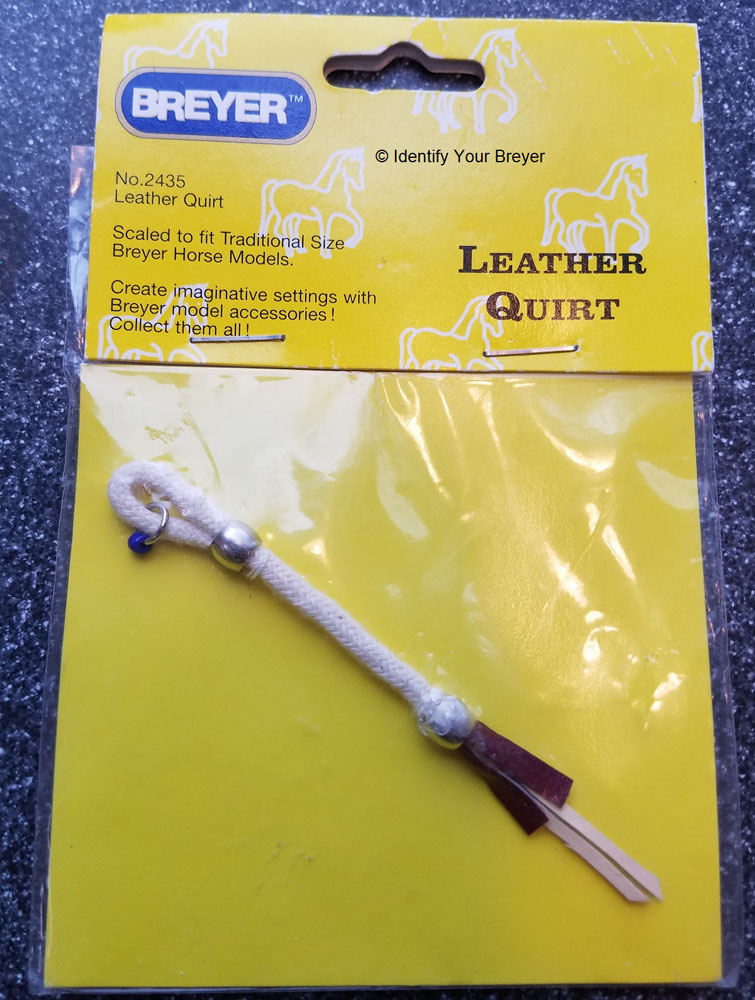 BREYER™
© Identify Your Breyer
No.2435
Leather Quirt
Scaled to fit Traditional Size
Breyer Horse Models.
Create imaginative settings with
Breyer model accessories!
Collect them all!
LEATHER
QUIRT